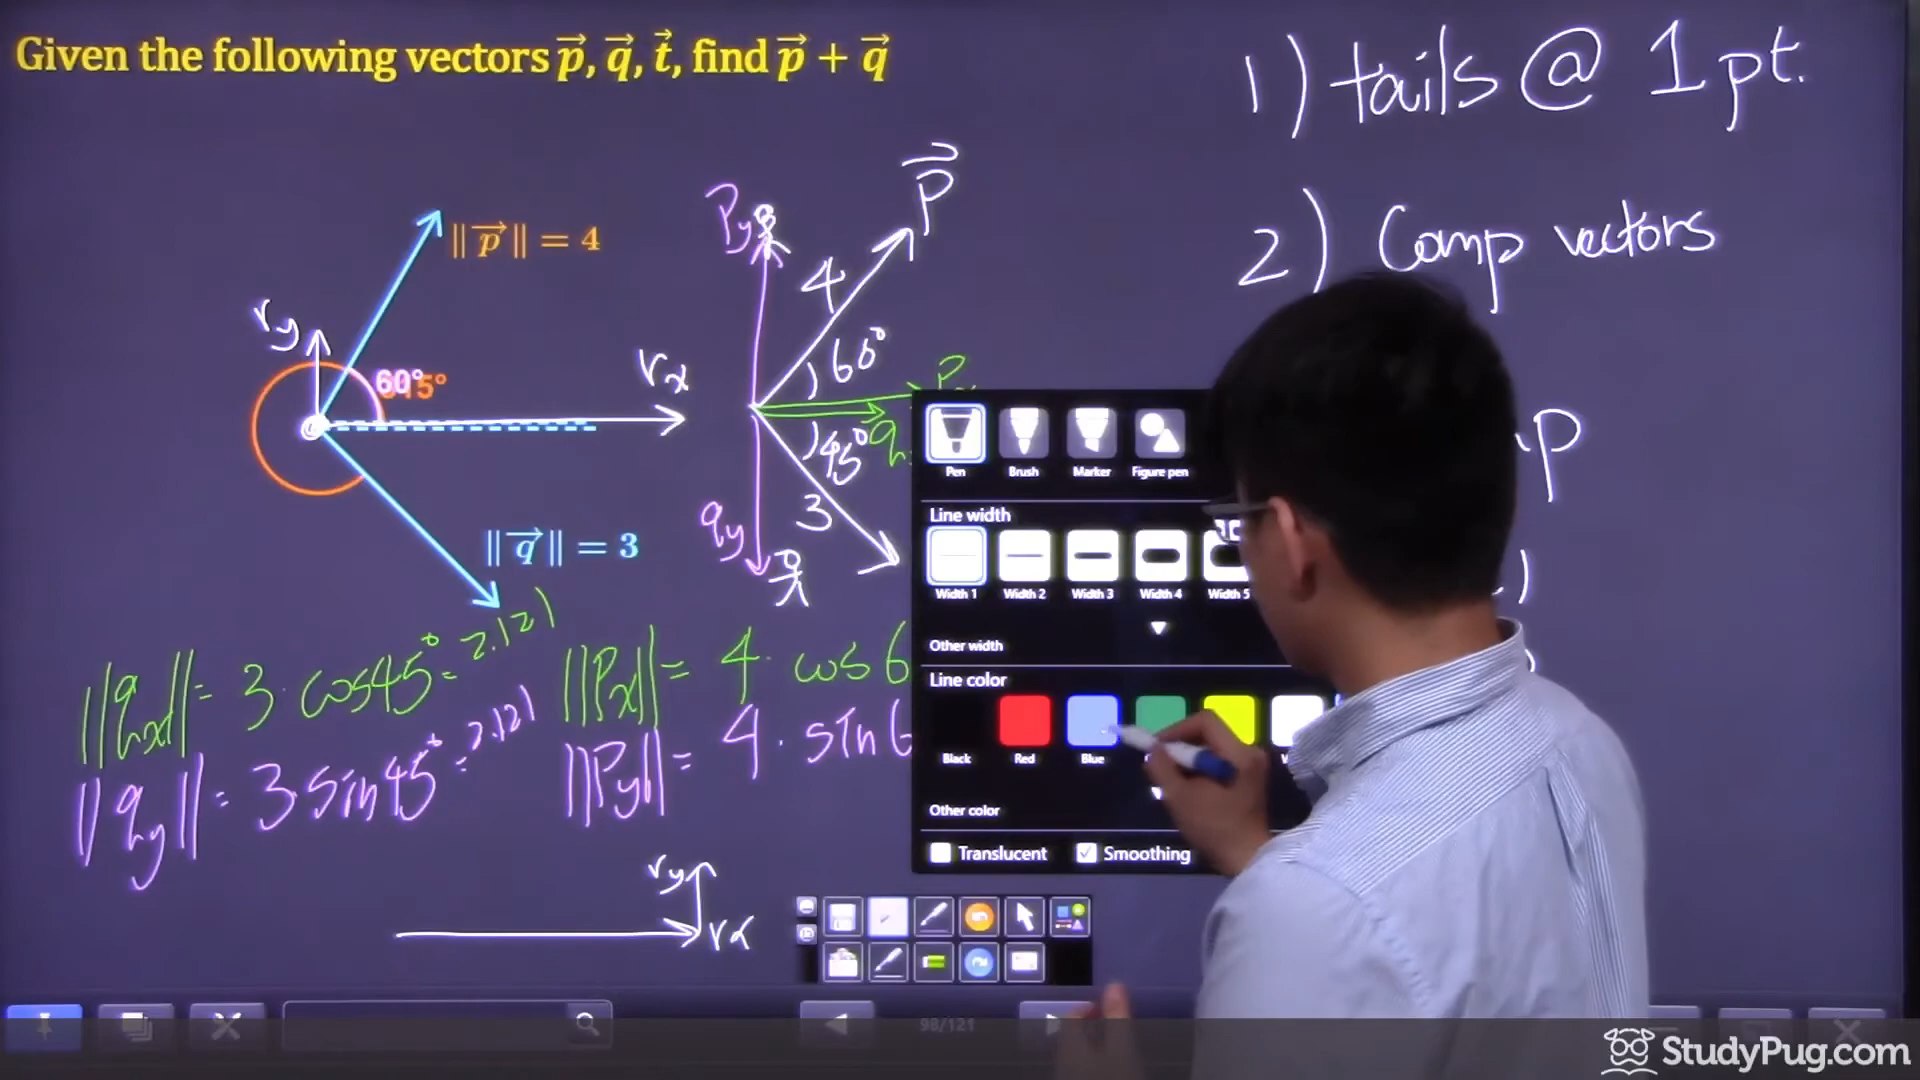 Given the following vectors p⃗, q⃗, t⃗, find p⃗ + q⃗
1) tails @ 1 pt.
2) Comp vectors
‖p⃗‖ = 4
60°
5°
‖q⃗‖ = 3
ry
rx
p⃗
Py
4
60°
45°
3
qy
||qx|| = 3·cos45° = 2.121
||qy|| = 3·sin45° = 2.121
||Px|| = 4·cos6
||Py|| = 4·sin6
ry
rx
Pen
Brush
Marker
Figure pen
Line width
Width 1
Width 2
Width 3
Width 4
Width 5
Other width
Line color
Black
Red
Blue
Other color
Translucent
Smoothing
98/121
StudyPug.com